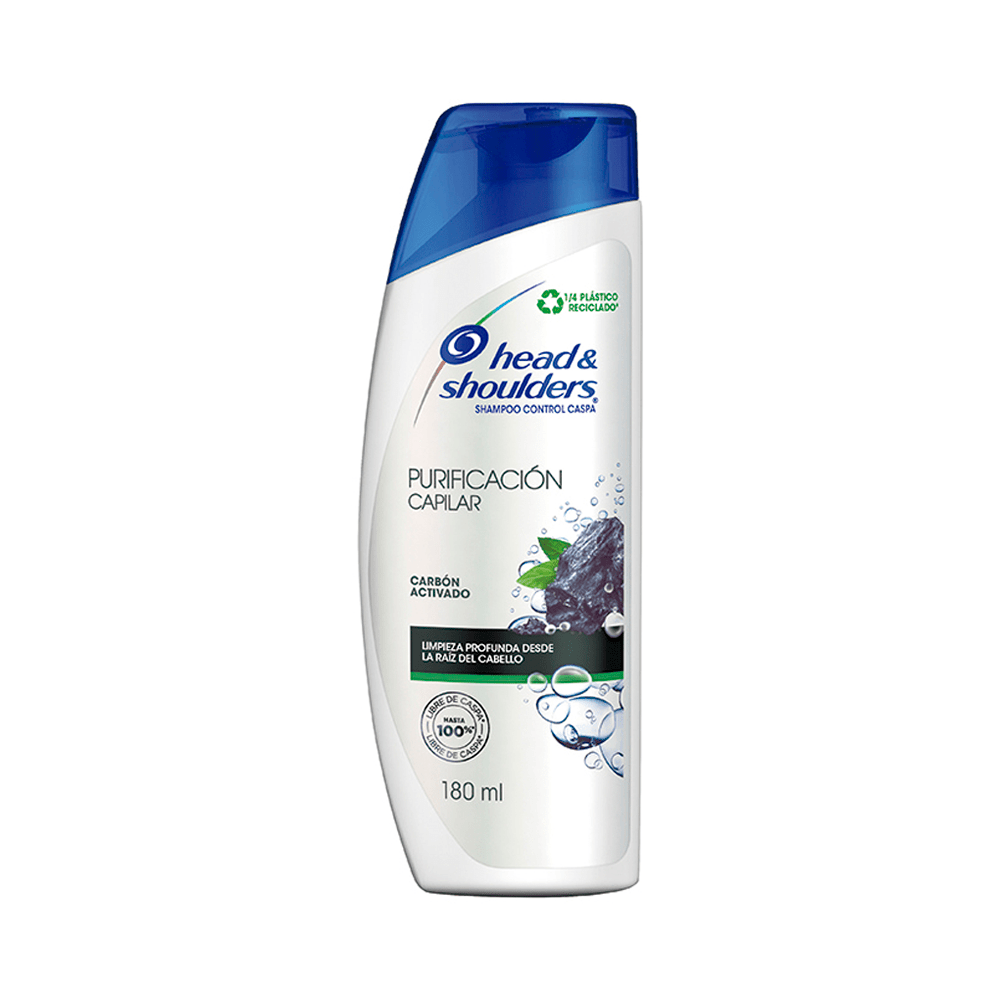 1/4 PLÁSTICO
RECICLADO*
head &
shoulders®
SHAMPOO CONTROL CASPA
PURIFICACIÓN
CAPILAR
CARBÓN
ACTIVADO
LIMPIEZA PROFUNDA DESDE
LA RAÍZ DEL CABELLO
LIBRE DE CASPA*
HASTA
100%*
LIBRE DE CASPA*
180 ml